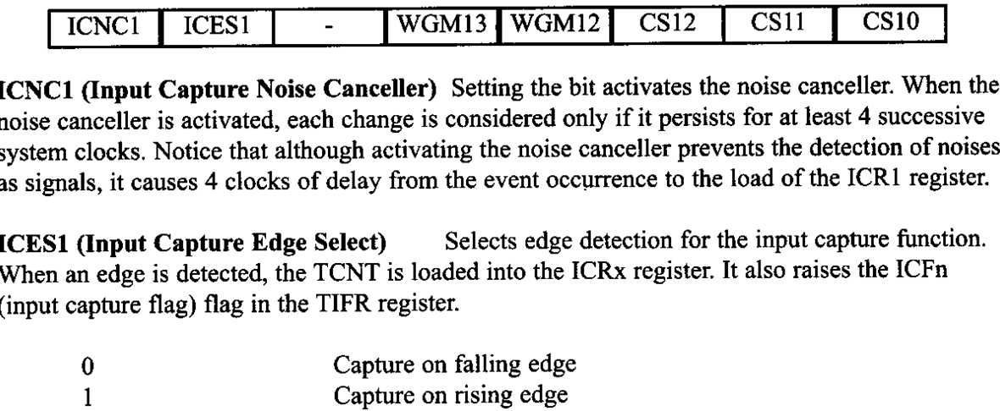 ICNC1 ICES1 - WGM13 WGM12 CS12 CS11 CS10
ICNC1 (Input Capture Noise Canceller) Setting the bit activates the noise canceller. When the
noise canceller is activated, each change is considered only if it persists for at least 4 successive
system clocks. Notice that although activating the noise canceller prevents the detection of noises
as signals, it causes 4 clocks of delay from the event occurrence to the load of the ICR1 register.
ICES1 (Input Capture Edge Select) Selects edge detection for the input capture function.
When an edge is detected, the TCNT is loaded into the ICRx register. It also raises the ICFn
(input capture flag) flag in the TIFR register.
0 Capture on falling edge
1 Capture on rising edge